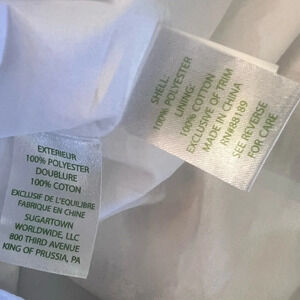 SHELL:
100% POLYESTER
LINING:
100% COTTON
EXCLUSIVE OF TRIM
MADE IN CHINA
RN#88189
SEE REVERSE
FOR CARE
EXTERIEUR
100% POLYESTER
DOUBLURE
100% COTON
EXCLUSIF DE L'EQUILIBRE
FABRIQUE EN CHINE
SUGARTOWN
WORLDWIDE, LLC
800 THIRD AVENUE
KING OF PRUSSIA, PA